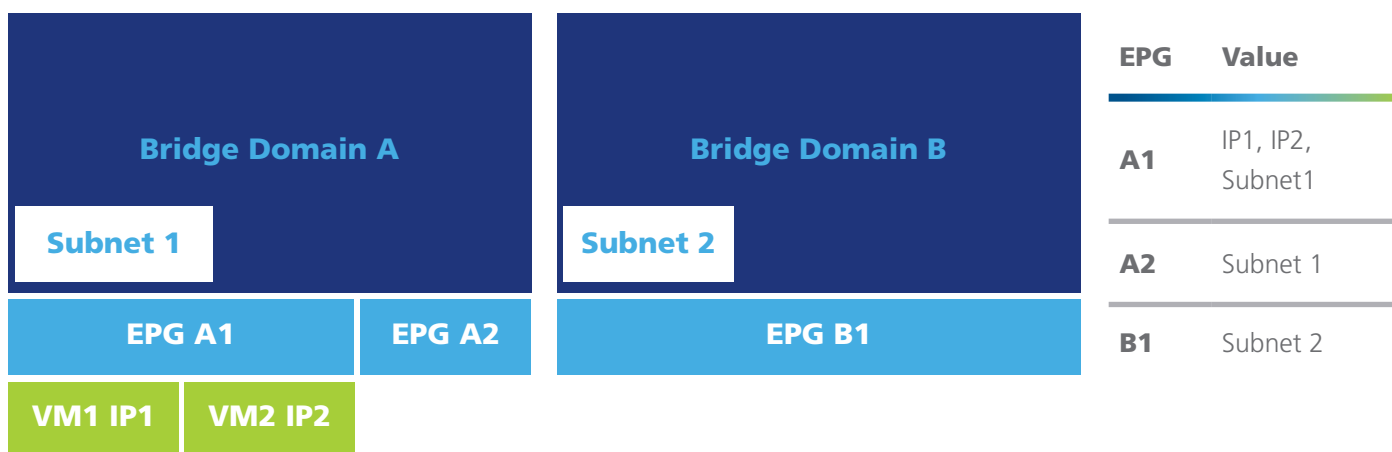 Bridge Domain A
Subnet 1
EPG A1
EPG A2
VM1 IP1
VM2 IP2
Bridge Domain B
Subnet 2
EPG B1
EPG Value
A1 IP1, IP2,
Subnet1
A2 Subnet 1
B1 Subnet 2